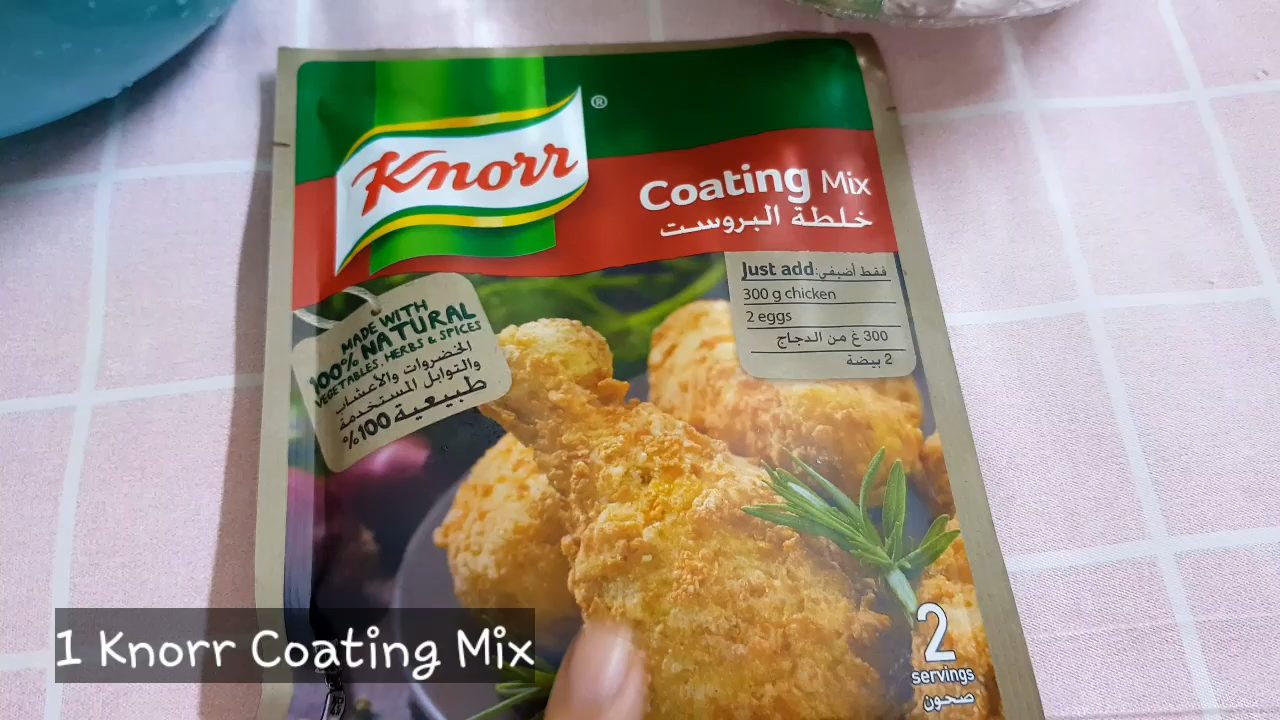 Knorr®
Coating Mix
خلطة البروست
Just add فقط أضيفي:
300 g chicken
2 eggs
300 غ من الدجاج
2 بيضة
MADE WITH
100% NATURAL
VEGETABLES, HERBS & SPICES
الخضروات والأعشاب
والتوابل المستخدمة
طبيعية 100%
2
servings
صحون
1 Knorr Coating Mix